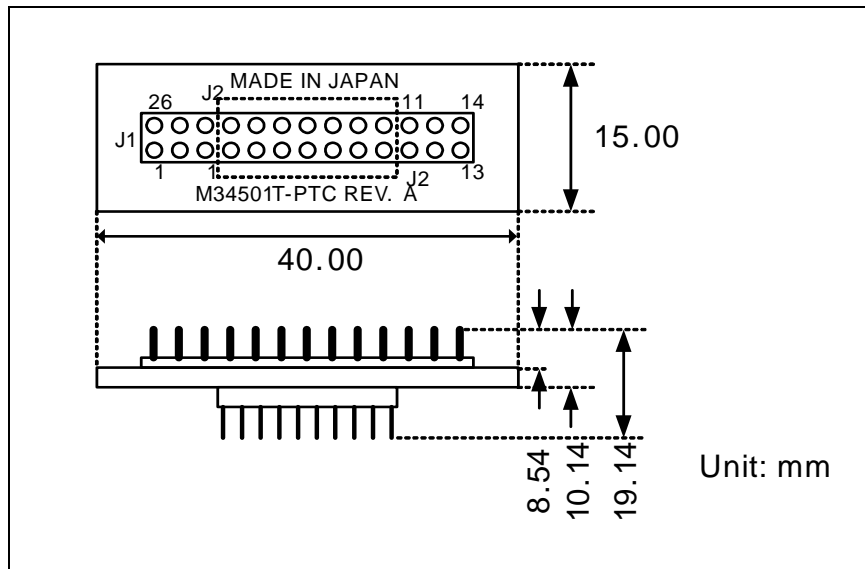 MADE IN JAPAN
J2
26
11
14
J1
1
1
J2
13
M34501T-PTC REV. A
15.00
40.00
8.54
10.14
19.14
Unit: mm